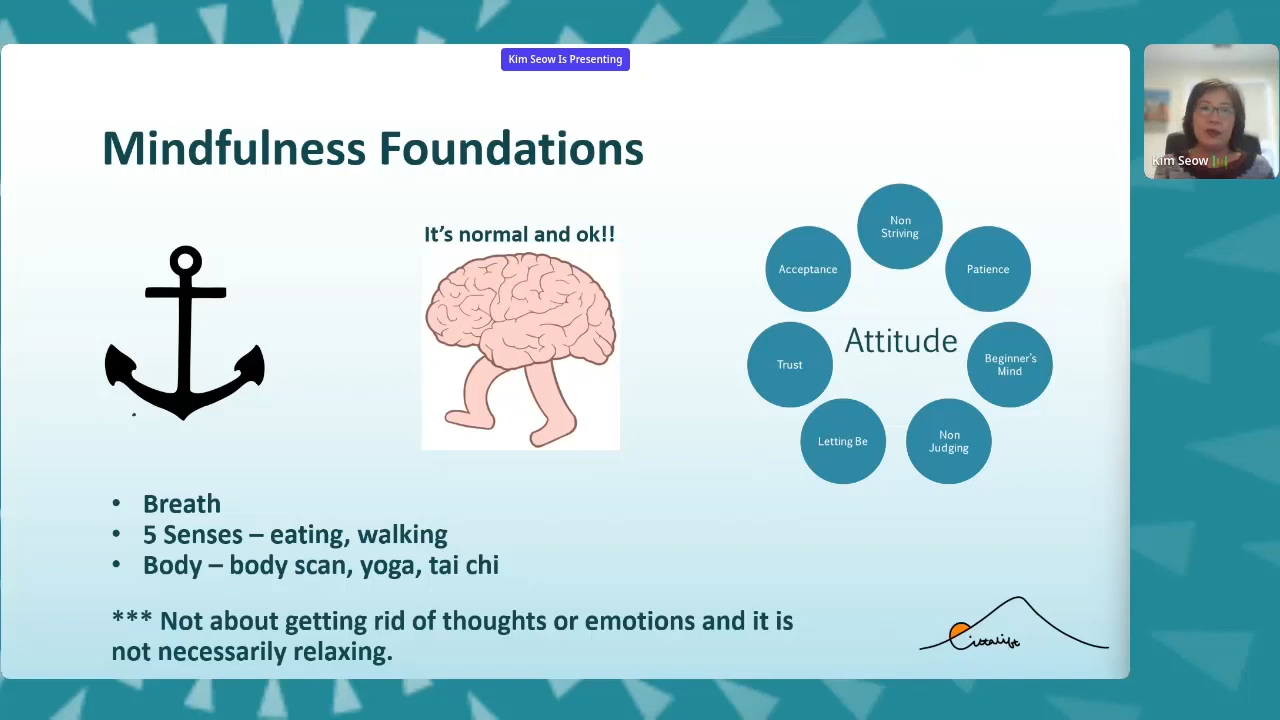 Kim Seow Is Presenting
Mindfulness Foundations
It’s normal and ok!!
Non
Striving
Acceptance
Patience
Attitude
Trust
Beginner’s
Mind
Letting Be
Non
Judging
• Breath
• 5 Senses – eating, walking
• Body – body scan, yoga, tai chi
*** Not about getting rid of thoughts or emotions and it is
not necessarily relaxing.
Cittalift
Kim Seow